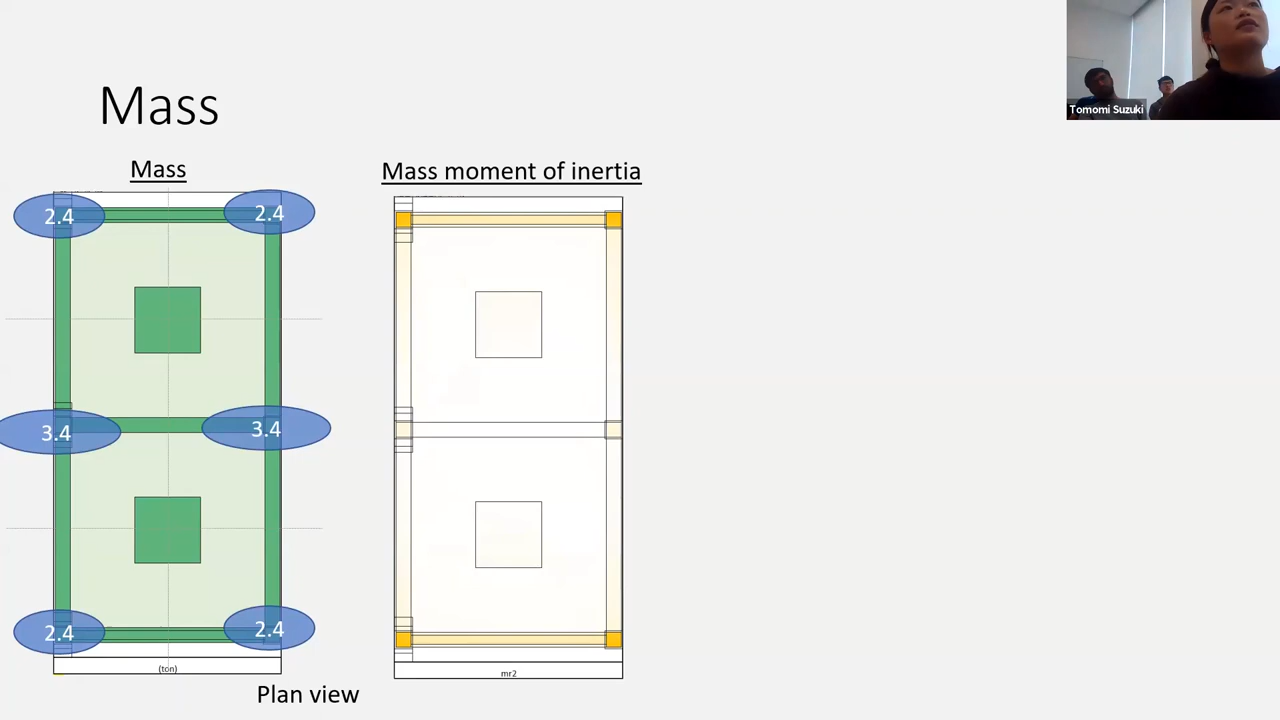 Tomomi Suzuki
Mass
Mass
Mass moment of inertia
2.4
2.4
3.4
3.4
2.4
2.4
(ton)
mr2
Plan view